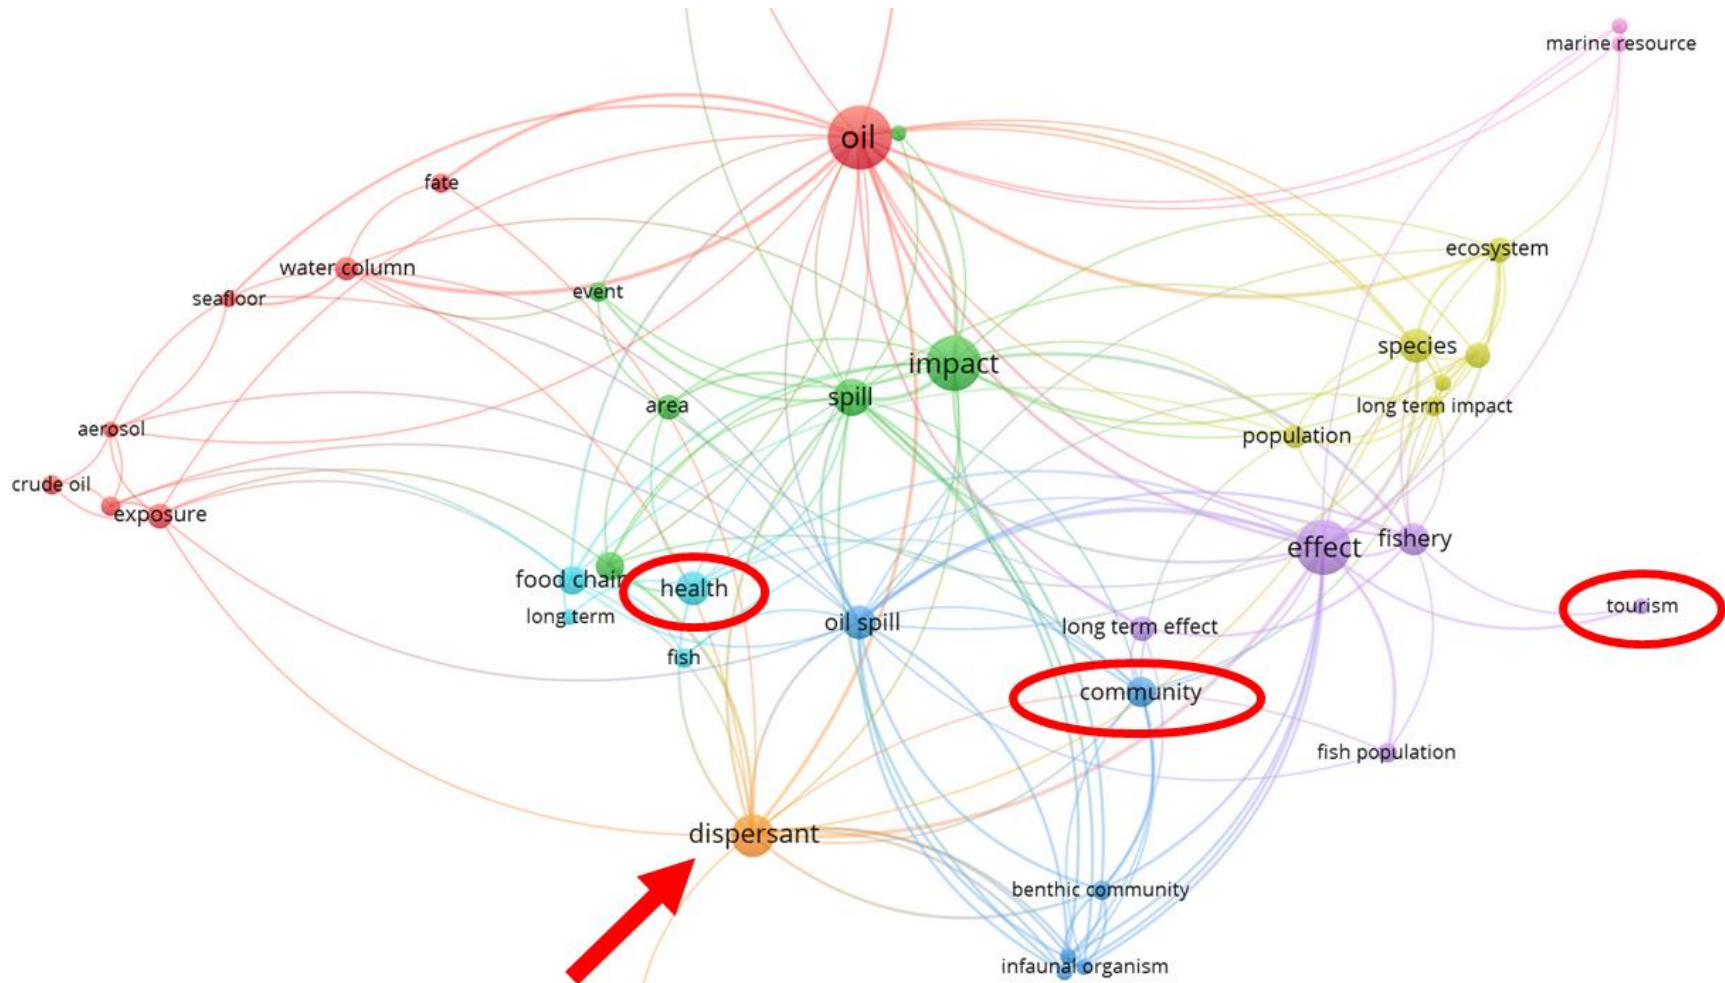 marine resource
oil
fate
ecosystem
water column
seafloor
event
species
impact
spill
area
long term impact
aerosol
population
crude oil
exposure
fishery
effect
food chain
health
tourism
long term
oil spill
long term effect
fish
community
fish population
dispersant
benthic community
infaunal organism